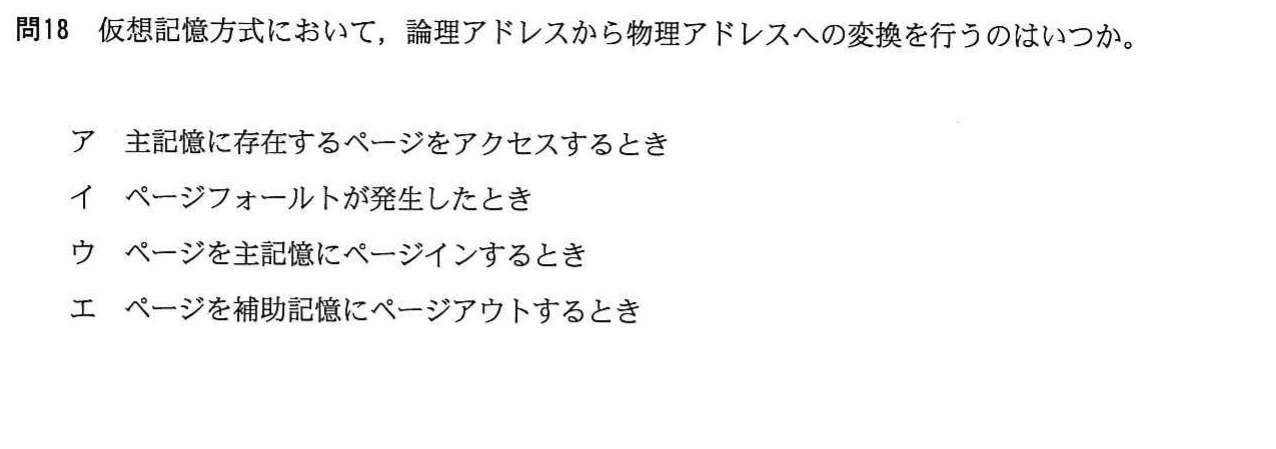 問18　仮想記憶方式において，論理アドレスから物理アドレスへの変換を行うのはいつか。
ア　主記憶に存在するページをアクセスするとき
イ　ページフォールトが発生したとき
ウ　ページを主記憶にページインするとき
エ　ページを補助記憶にページアウトするとき